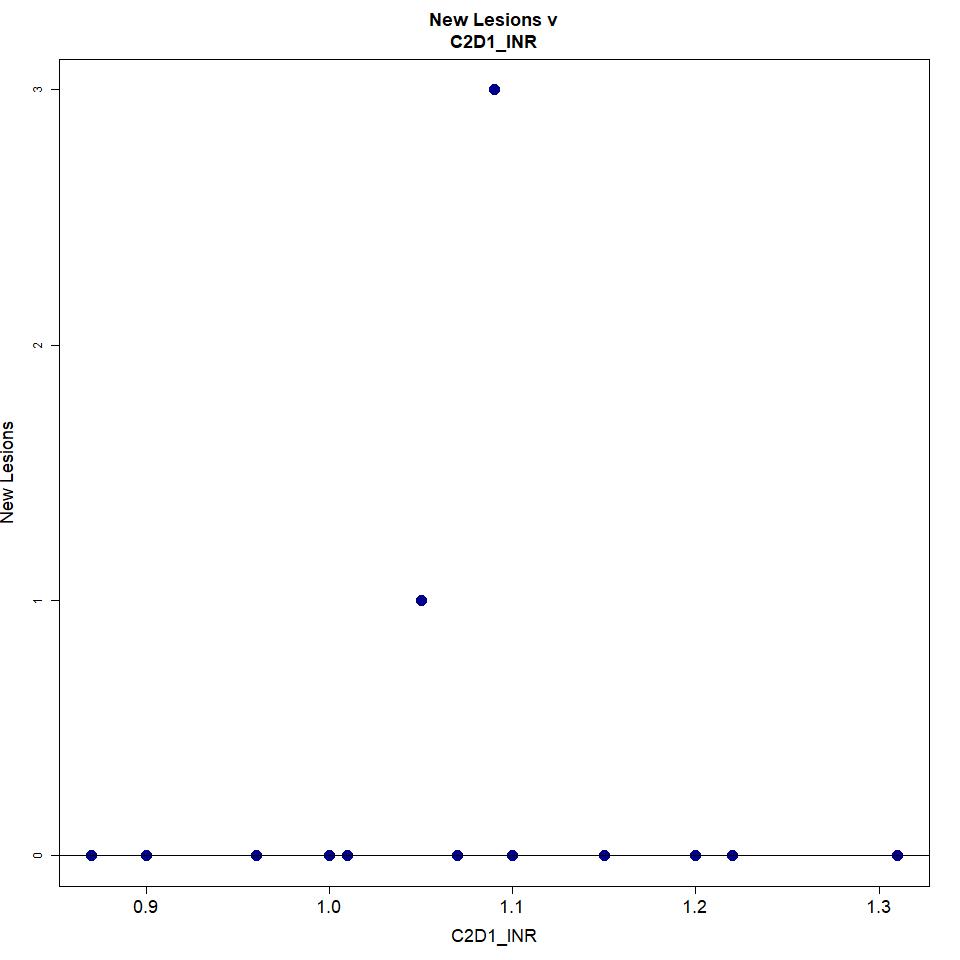 New Lesions v
C2D1_INR
3
2
1
0
New Lesions
0.9 1.0 1.1 1.2 1.3
C2D1_INR